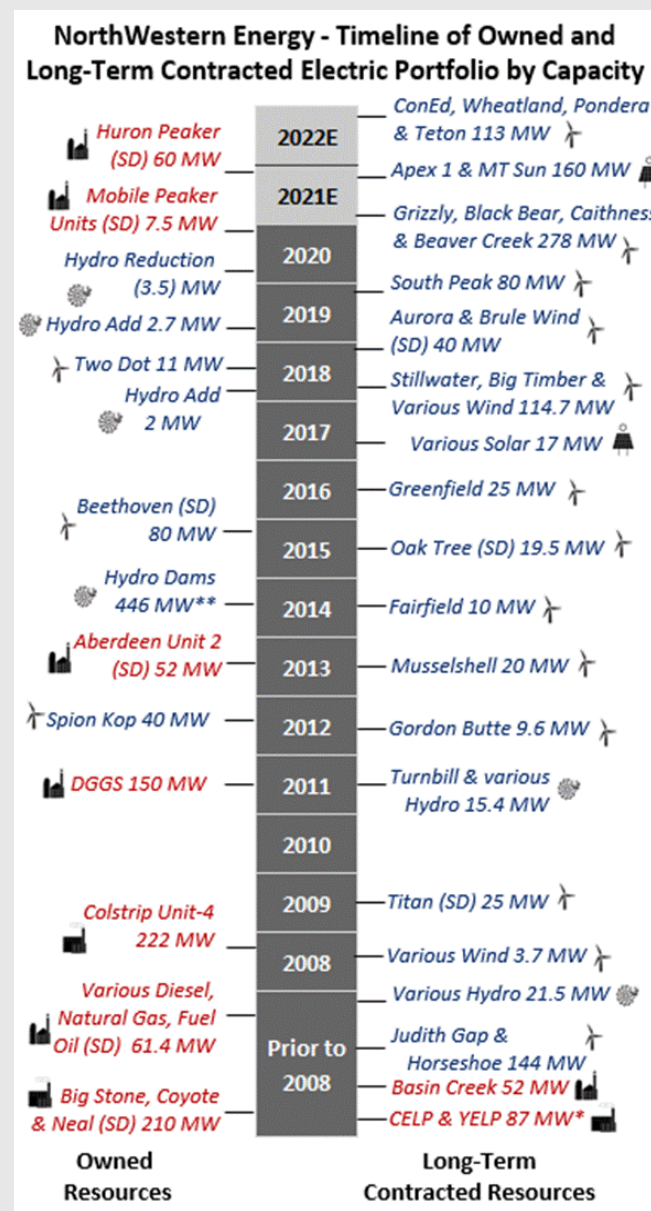 NorthWestern Energy - Timeline of Owned and
Long-Term Contracted Electric Portfolio by Capacity
Huron Peaker
(SD) 60 MW
Mobile Peaker
Units (SD) 7.5 MW
Hydro Reduction
(3.5) MW
Hydro Add 2.7 MW
Two Dot 11 MW
Hydro Add
2 MW
Beethoven (SD)
80 MW
Hydro Dams
446 MW**
Aberdeen Unit 2
(SD) 52 MW
Spion Kop 40 MW
DGGS 150 MW
Colstrip Unit-4
222 MW
Various Diesel,
Natural Gas, Fuel
Oil (SD) 61.4 MW
Big Stone, Coyote
& Neal (SD) 210 MW
Owned
Resources
2022E
2021E
2020
2019
2018
2017
2016
2015
2014
2013
2012
2011
2010
2009
2008
Prior to
2008
ConEd, Wheatland, Pondera
& Teton 113 MW
Apex 1 & MT Sun 160 MW
Grizzly, Black Bear, Caithness
& Beaver Creek 278 MW
South Peak 80 MW
Aurora & Brule Wind
(SD) 40 MW
Stillwater, Big Timber &
Various Wind 114.7 MW
Various Solar 17 MW
Greenfield 25 MW
Oak Tree (SD) 19.5 MW
Fairfield 10 MW
Musselshell 20 MW
Gordon Butte 9.6 MW
Turnbill & various
Hydro 15.4 MW
Titan (SD) 25 MW
Various Wind 3.7 MW
Various Hydro 21.5 MW
Judith Gap &
Horseshoe 144 MW
Basin Creek 52 MW
CELP & YELP 87 MW*
Long-Term
Contracted Resources